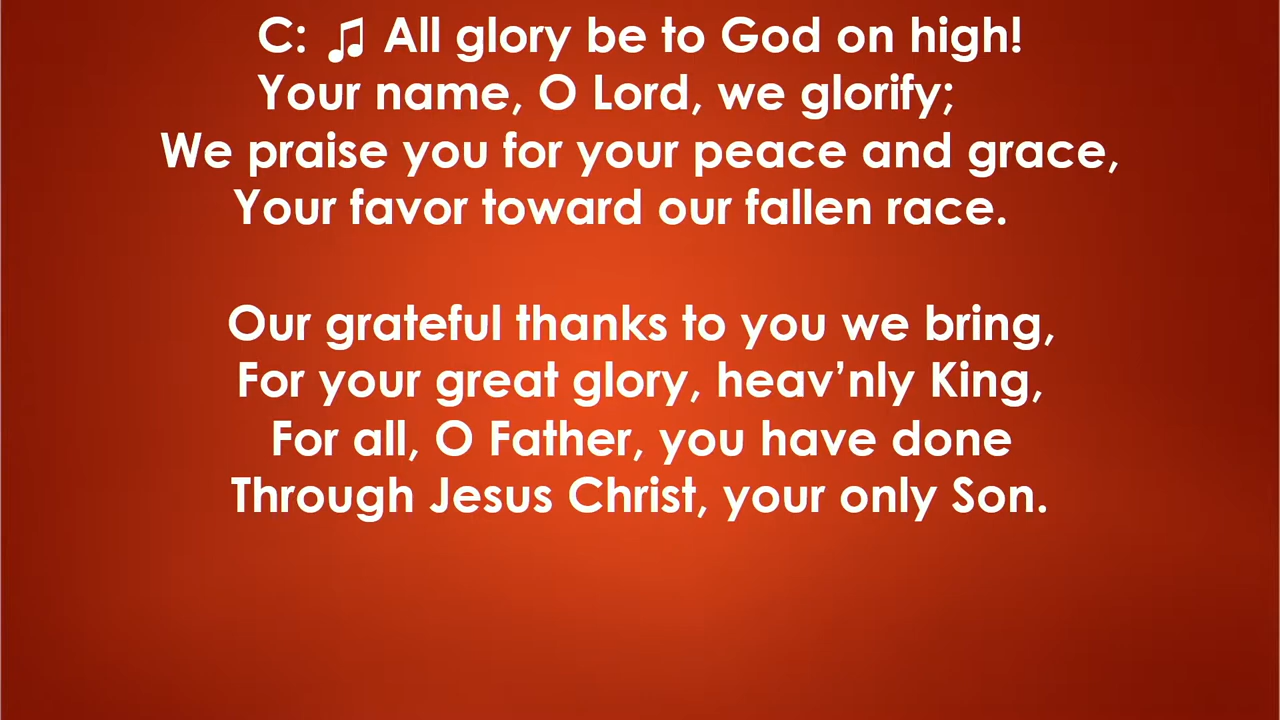 C: ♫ All glory be to God on high!
Your name, O Lord, we glorify;
We praise you for your peace and grace,
Your favor toward our fallen race.
Our grateful thanks to you we bring,
For your great glory, heav’nly King,
For all, O Father, you have done
Through Jesus Christ, your only Son.